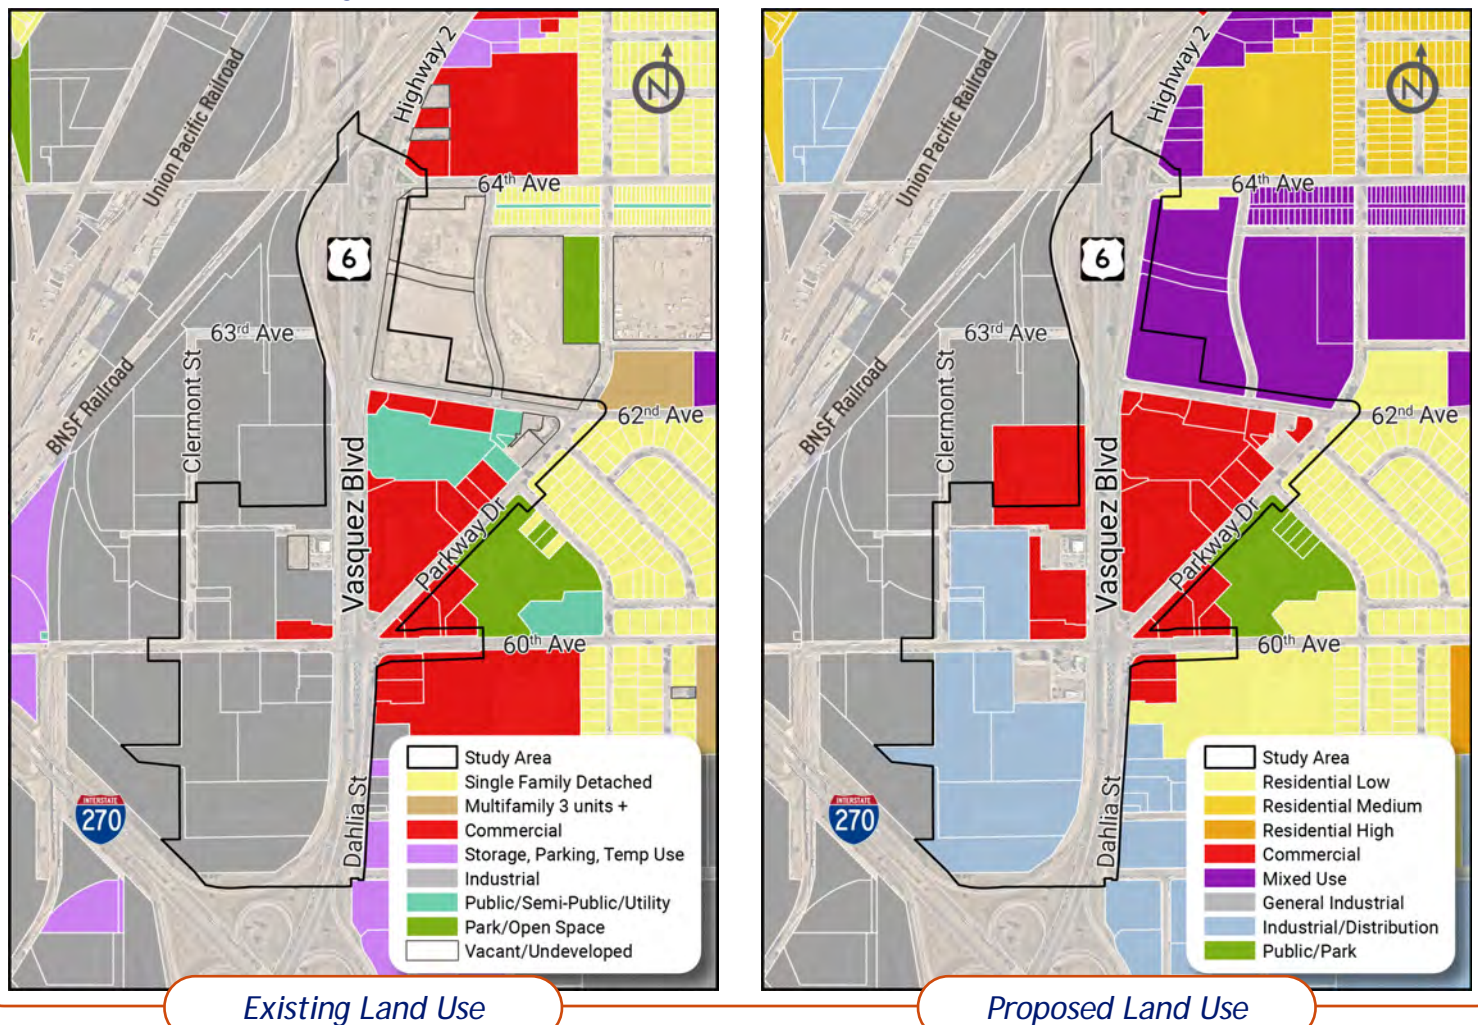 Highway 2
N
Union Pacific Railroad
64th Ave
6
63rd Ave
Clermont St
BNSF Railroad
62nd Ave
Vasquez Blvd
Parkway Dr
60th Ave
Dahlia St
INTERSTATE
270
Study Area
Single Family Detached
Multifamily 3 units +
Commercial
Storage, Parking, Temp Use
Industrial
Public/Semi-Public/Utility
Park/Open Space
Vacant/Undeveloped
Existing Land Use
Highway 2
N
Union Pacific Railroad
64th Ave
6
63rd Ave
Clermont St
BNSF Railroad
62nd Ave
Vasquez Blvd
Parkway Dr
60th Ave
Dahlia St
INTERSTATE
270
Study Area
Residential Low
Residential Medium
Residential High
Commercial
Mixed Use
General Industrial
Industrial/Distribution
Public/Park
Proposed Land Use